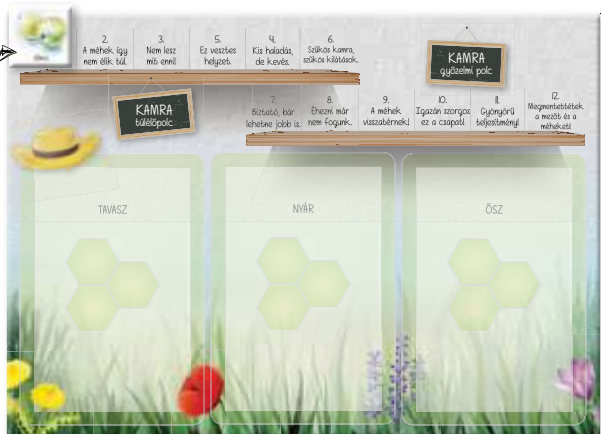 2.
A méhek így
nem élik túl.
3.
Nem lesz
mit enni!
5.
Ez vesztes
helyzet.
4.
Kis haladás,
de kevés.
6.
Szűkös kamra,
szűkös kilátások.
KAMRA
túlélőpolc
KAMRA
győzelmi polc
7.
Biztató, bár
lehetne jobb is.
8.
Éhezni már
nem fogunk.
9.
A méhek
visszatérnek!
10.
Igazán szorgos
ez a csapat!
11.
Gyönyörű
teljesítmény!
12.
Megmentettétek
a mezőt és a
méheket!
TAVASZ
NYÁR
ŐSZ